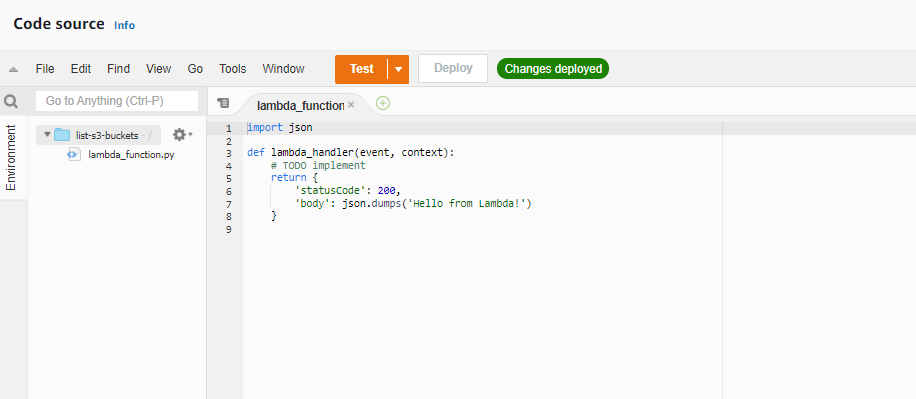 Code source Info
File Edit Find View Go Tools Window Test Deploy Changes deployed
Go to Anything (Ctrl-P) lambda_function
Environment
list-s3-buckets - /
lambda_function.py
1 import json
2
3 def lambda_handler(event, context):
4 # TODO implement
5 return {
6 'statusCode': 200,
7 'body': json.dumps('Hello from Lambda!')
8 }
9